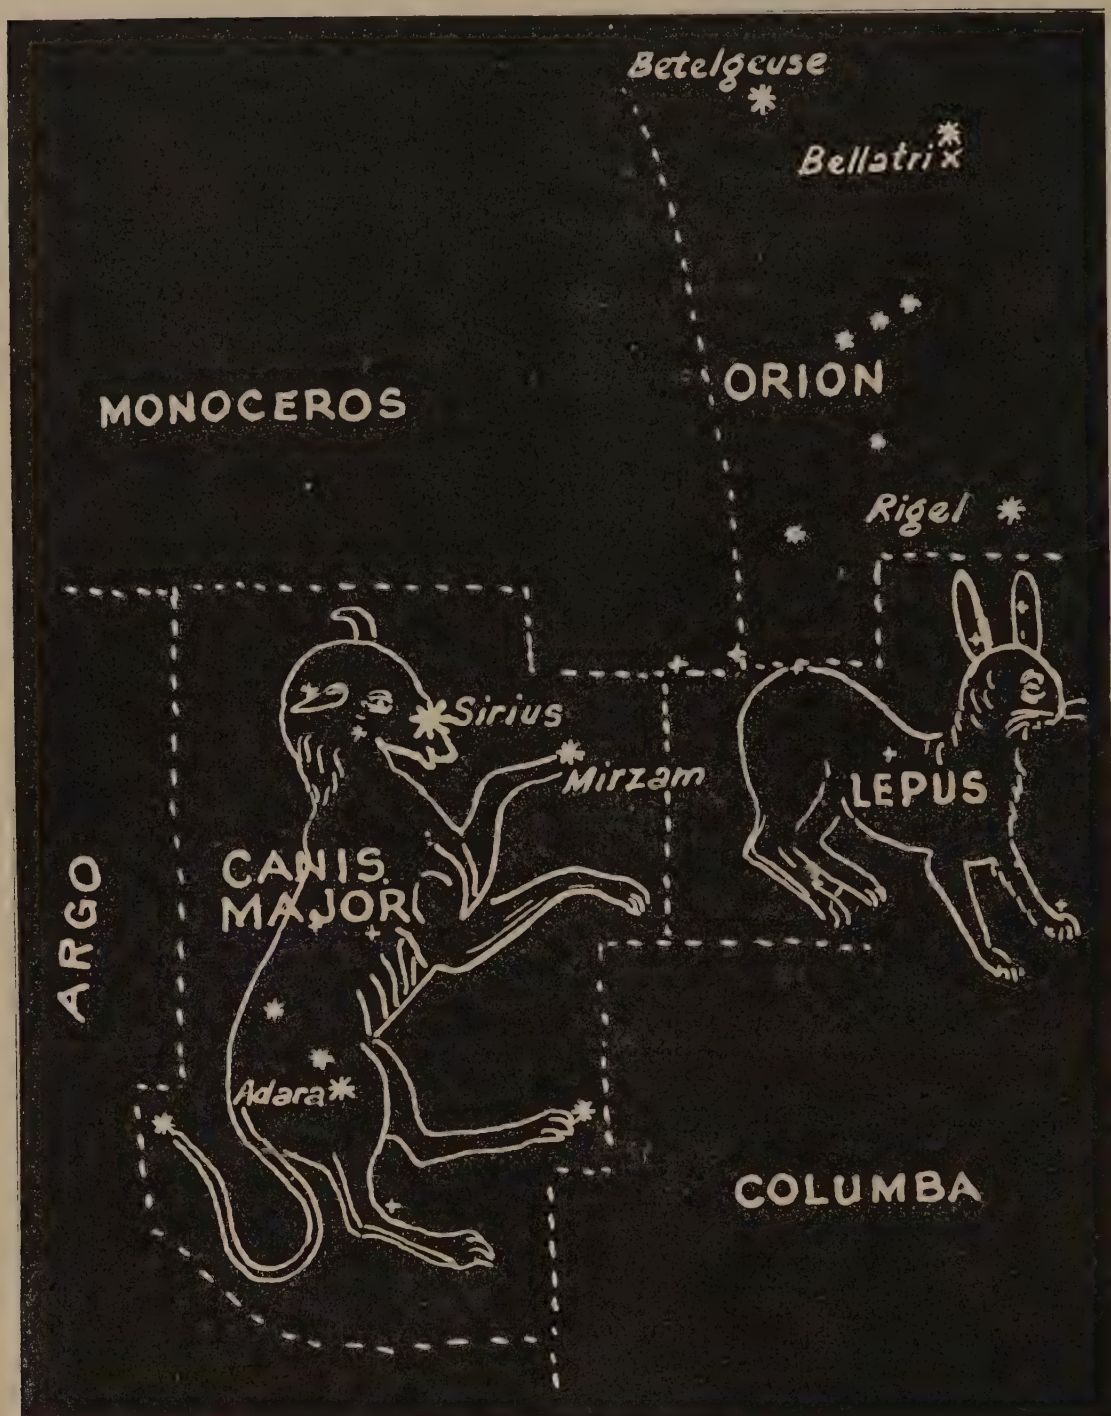 Betelgeuse
Bellatrix
MONOCEROS
ORION
Rigel
Sirius
Mirzam
LEPUS
CANIS
MAJOR
ARGO
Adara
COLUMBA